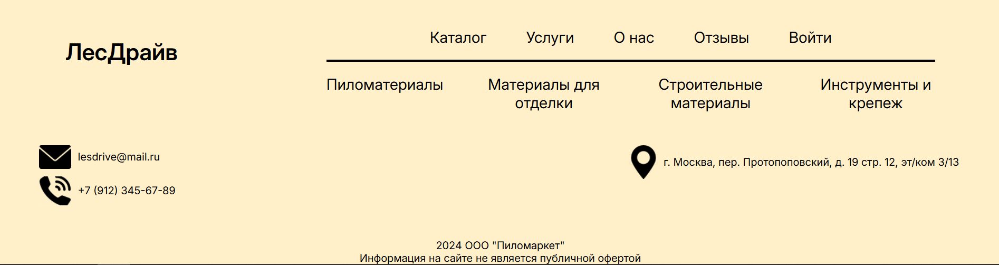 ЛесДрайв
Каталог Услуги О нас Отзывы Войти
Пиломатериалы
Материалы для
отделки
Строительные
материалы
Инструменты и
крепеж
lesdrive@mail.ru
+7 (912) 345-67-89
г. Москва, пер. Протопоповский, д. 19 стр. 12, эт/ком 3/13
2024 ООО "Пиломаркет"
Информация на сайте не является публичной офертой